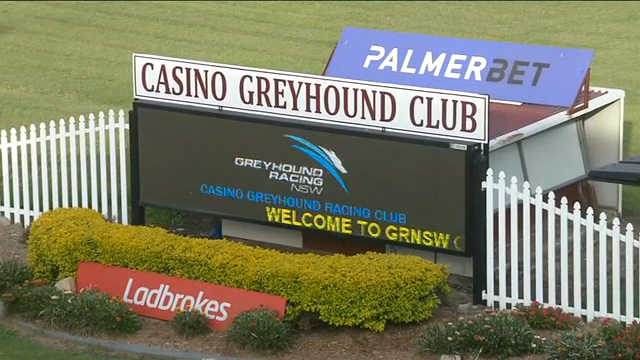 PALMERBET
CASINO GREYHOUND CLUB
GREYHOUND
RACING
NSW
CASINO GREYHOUND RACING CLUB
WELCOME TO GRNSW
Ladbrokes